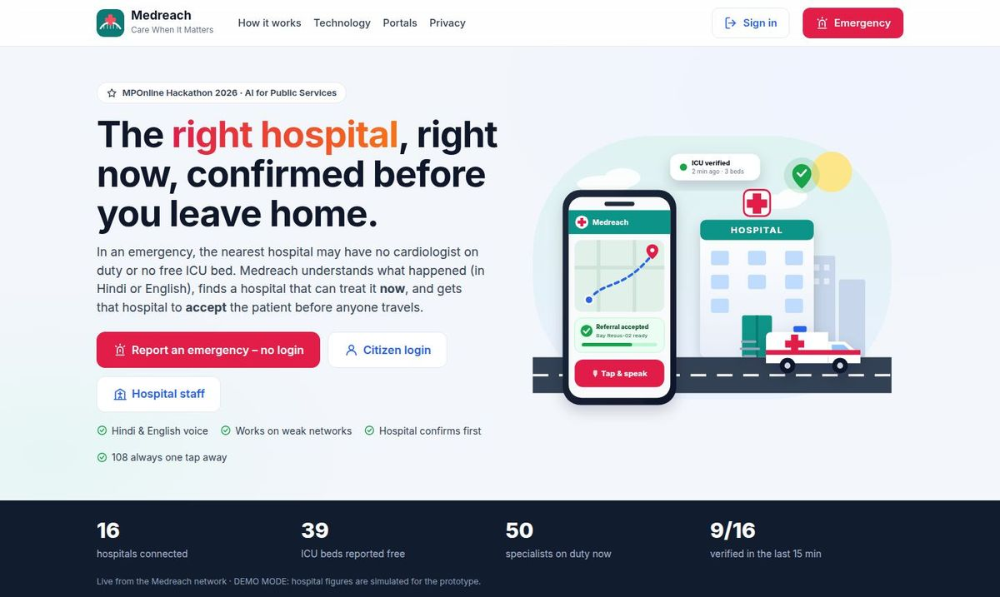 Medreach
Care When It Matters
How it works
Technology
Portals
Privacy
Sign in
Emergency
MPOnline Hackathon 2026 · AI for Public Services
The right hospital, right
now, confirmed before
you leave home.
In an emergency, the nearest hospital may have no cardiologist on
duty or no free ICU bed. Medreach understands what happened (in
Hindi or English), finds a hospital that can treat it now, and gets
that hospital to accept the patient before anyone travels.
Report an emergency – no login
Citizen login
Hospital staff
Hindi & English voice
Works on weak networks
Hospital confirms first
108 always one tap away
ICU verified
2 min ago · 3 beds
Medreach
Referral accepted
Bay Resus-02 ready
Tap & speak
HOSPITAL
16
hospitals connected
39
ICU beds reported free
50
specialists on duty now
9/16
verified in the last 15 min
Live from the Medreach network · DEMO MODE: hospital figures are simulated for the prototype.